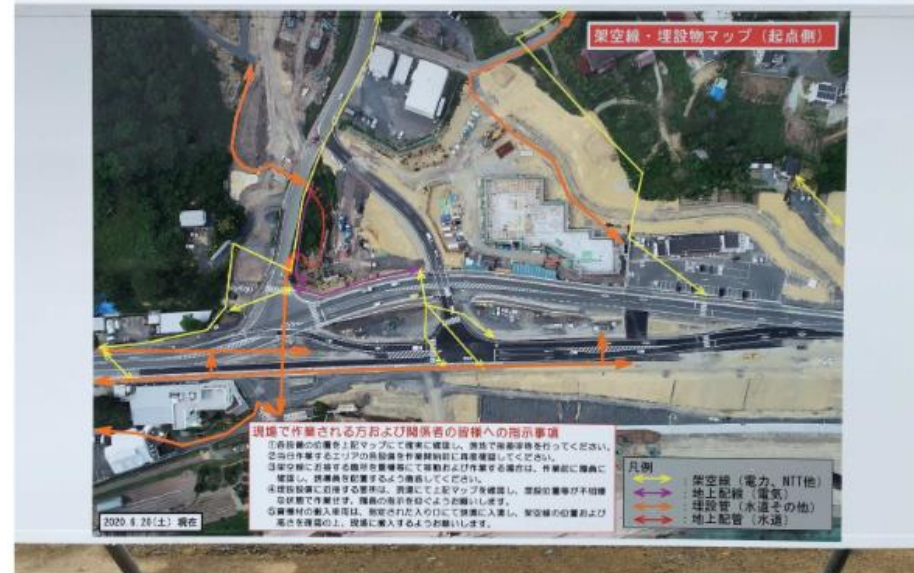 架空線・埋設物マップ（起点側）
現場で作業される方および関係者の皆様への指示事項
①各設備の位置を上記マップにて確実に確認し、現地で指差呼称を行ってください。
②当日作業するエリアの各設備を作業開始前に再度確認してください。
③架空線に近接する箇所を重機等にて移動および作業する場合は、作業前に職員に
確認し、誘導員を配置するよう徹底してください。
④埋設設備に近接する箇所は、
にて上記マップを確認し、埋設位置等が不明瞭
な状態で作業せず、職員の指示を仰ぐようお願いします。
⑤資機材の搬入車両は、指定された入り口にて
に入場し、架空線の位置および
高さを確認の上、現場に搬入するようお願いします。
2020.6.20(土) 現在
凡例
：架空線（電力、NTT他）
：地上配線（電気）
：埋設管（水道その他）
：地上配管（水道）